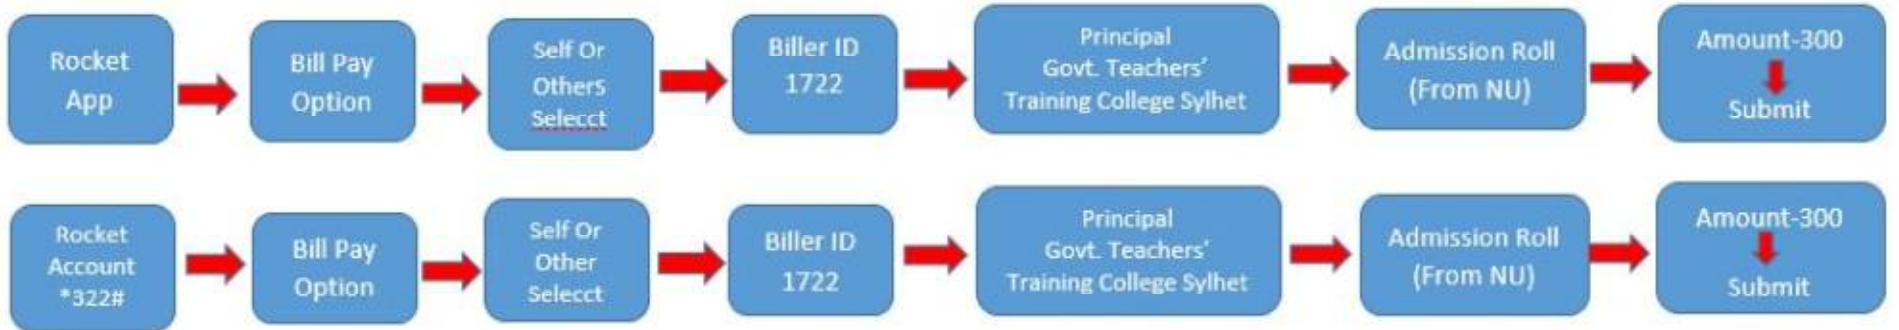 Rocket
App
Bill Pay
Option
Self Or
Others
Selecct
Biller ID
1722
Principal
Govt. Teachers'
Training College Sylhet
Admission Roll
(From NU)
Amount-300
Submit
Rocket
Account
*322#
Bill Pay
Option
Self Or
Other
Selecct
Biller ID
1722
Principal
Govt. Teachers'
Training College Sylhet
Admission Roll
(From NU)
Amount-300
Submit